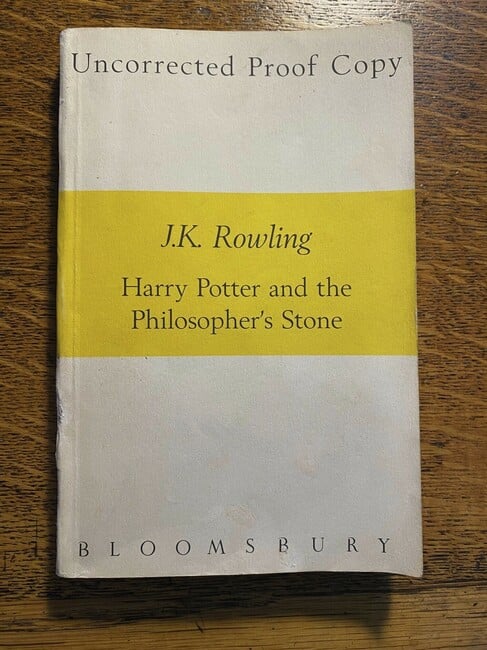 Uncorrected Proof Copy
J.K. Rowling
Harry Potter and the
Philosopher's Stone
BLOOMSBURY